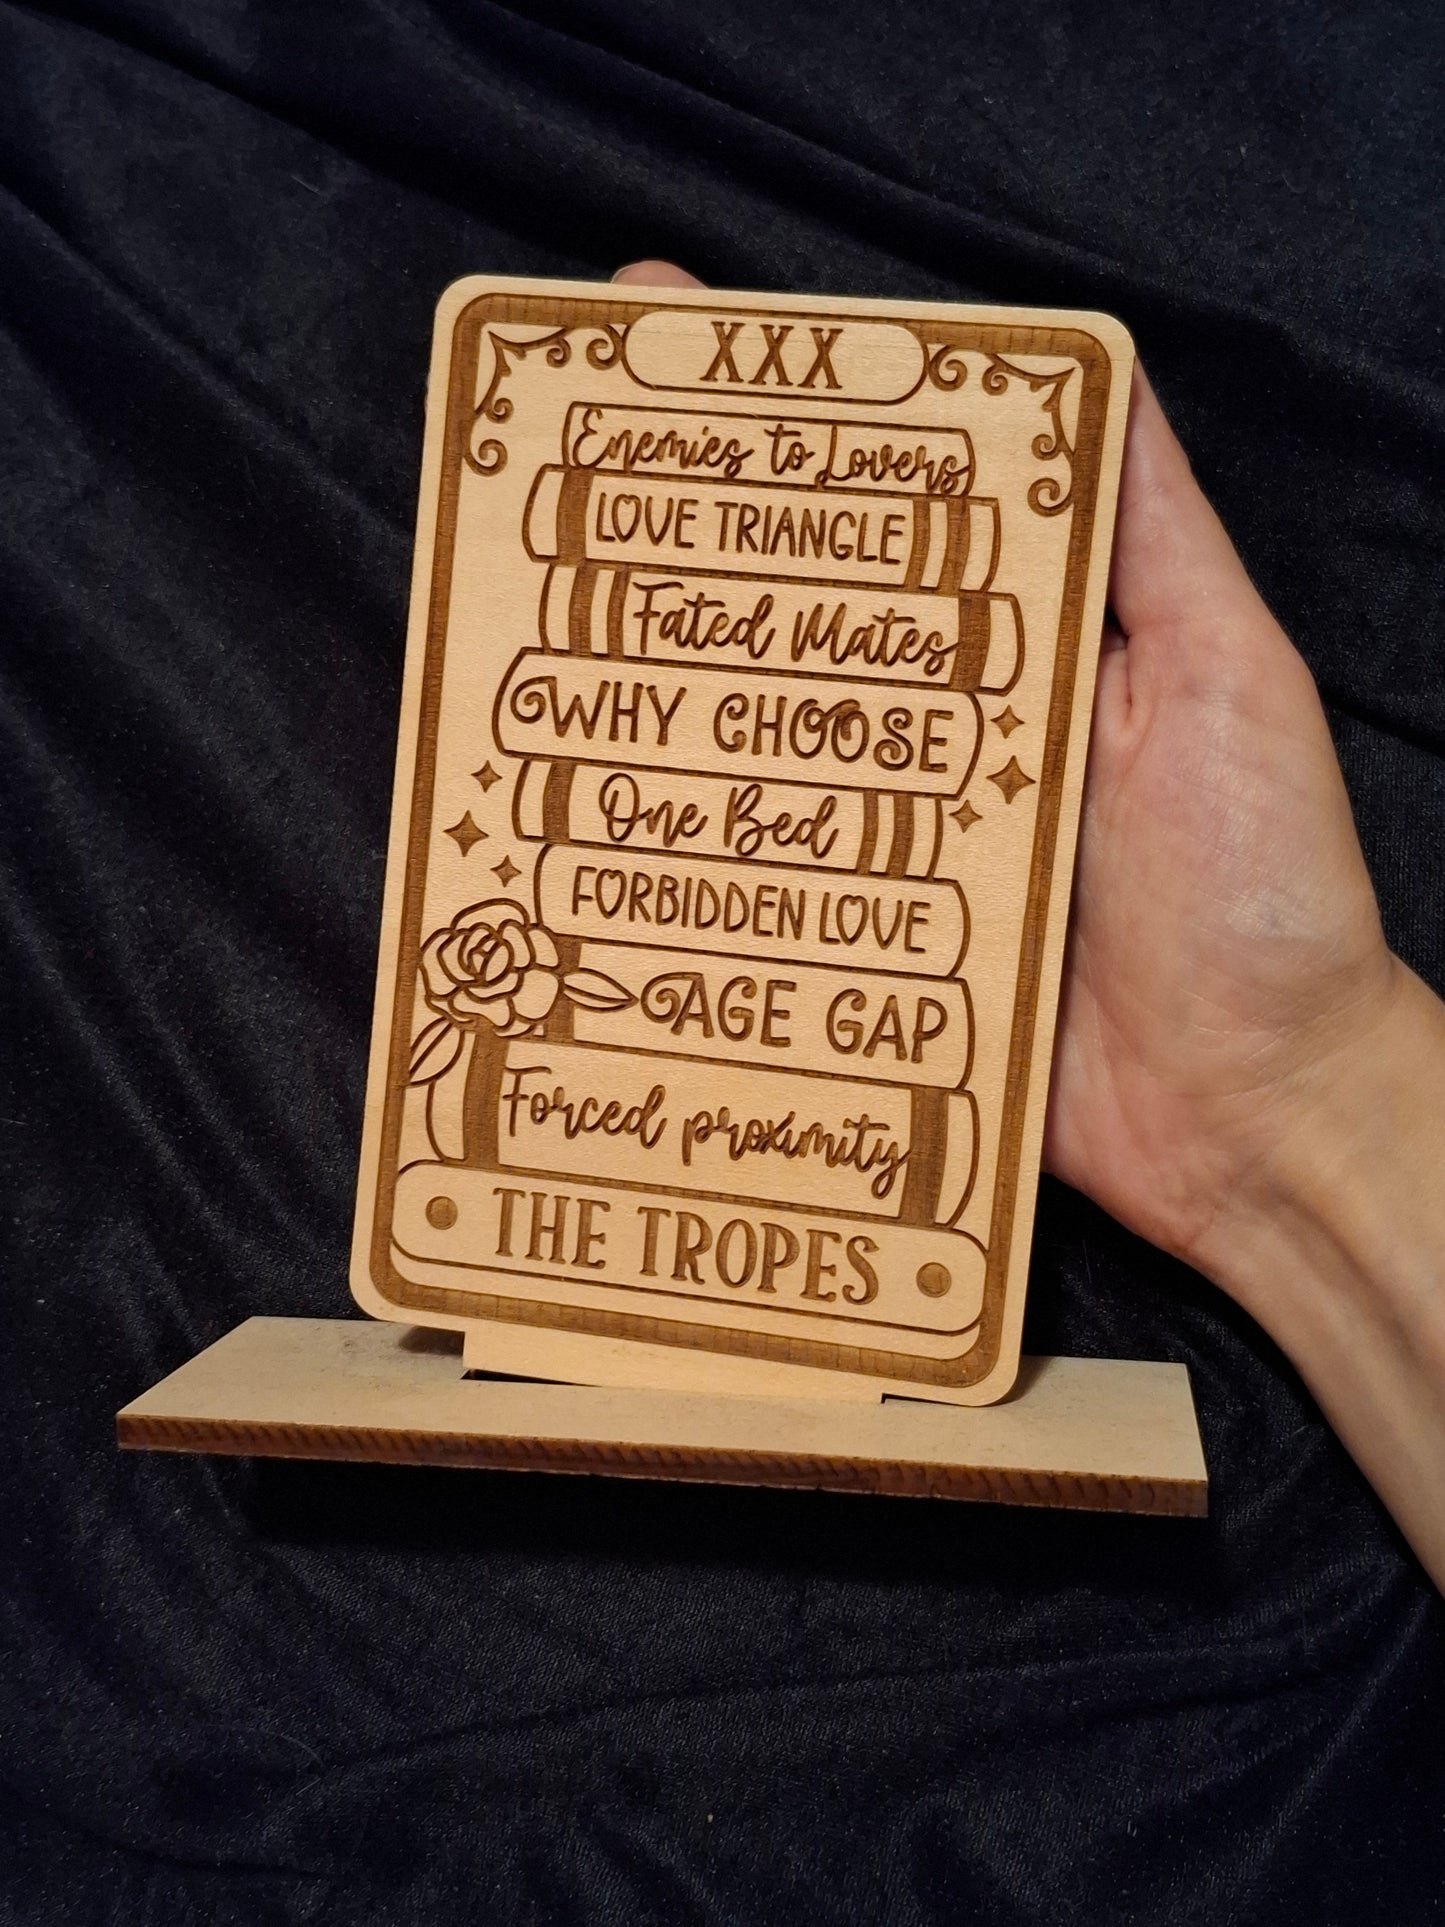 XXX
Enemies to Lovers
LOVE TRIANGLE
Fated Mates
WHY CHOOSE
One Bed
FORBIDDEN LOVE
AGE GAP
Forced proximity
THE TROPES